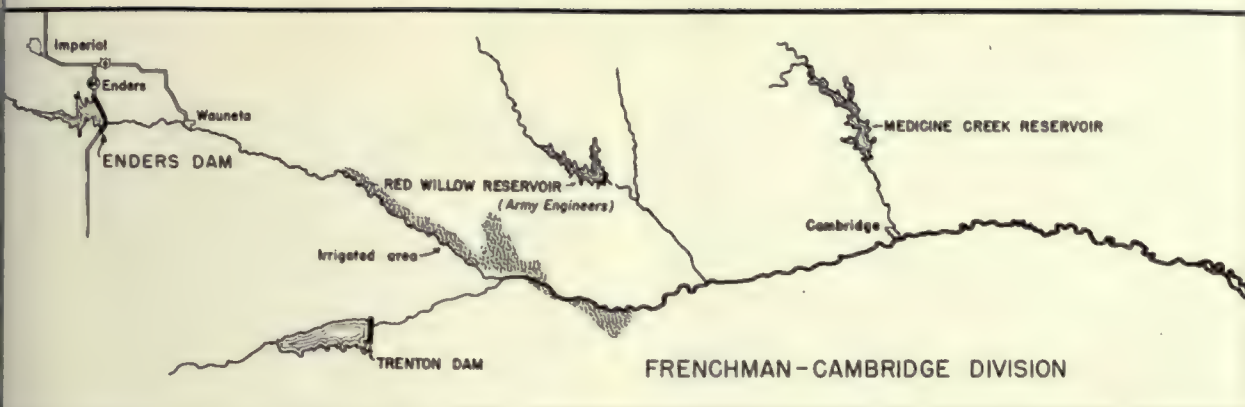 Imperial
Enders
Wauneta
ENDERS DAM
MEDICINE CREEK RESERVOIR
RED WILLOW RESERVOIR
(Army Engineers)
Cambridge
Irrigated area
TRENTON DAM
FRENCHMAN-CAMBRIDGE DIVISION